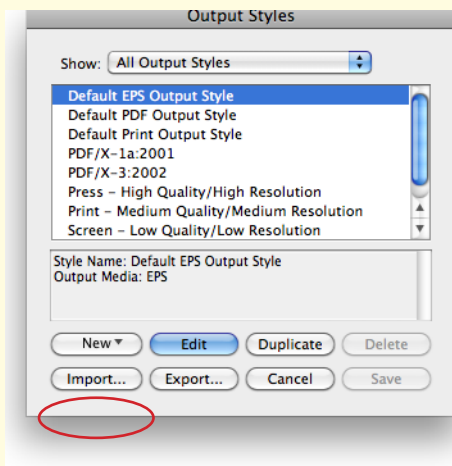 Output Styles
Show: All Output Styles
Default EPS Output Style
Default PDF Output Style
Default Print Output Style
PDF/X-1a:2001
PDF/X-3:2002
Press – High Quality/High Resolution
Print – Medium Quality/Medium Resolution
Screen – Low Quality/Low Resolution
Style Name: Default EPS Output Style
Output Media: EPS
New Edit Duplicate Delete
Import... Export... Cancel Save